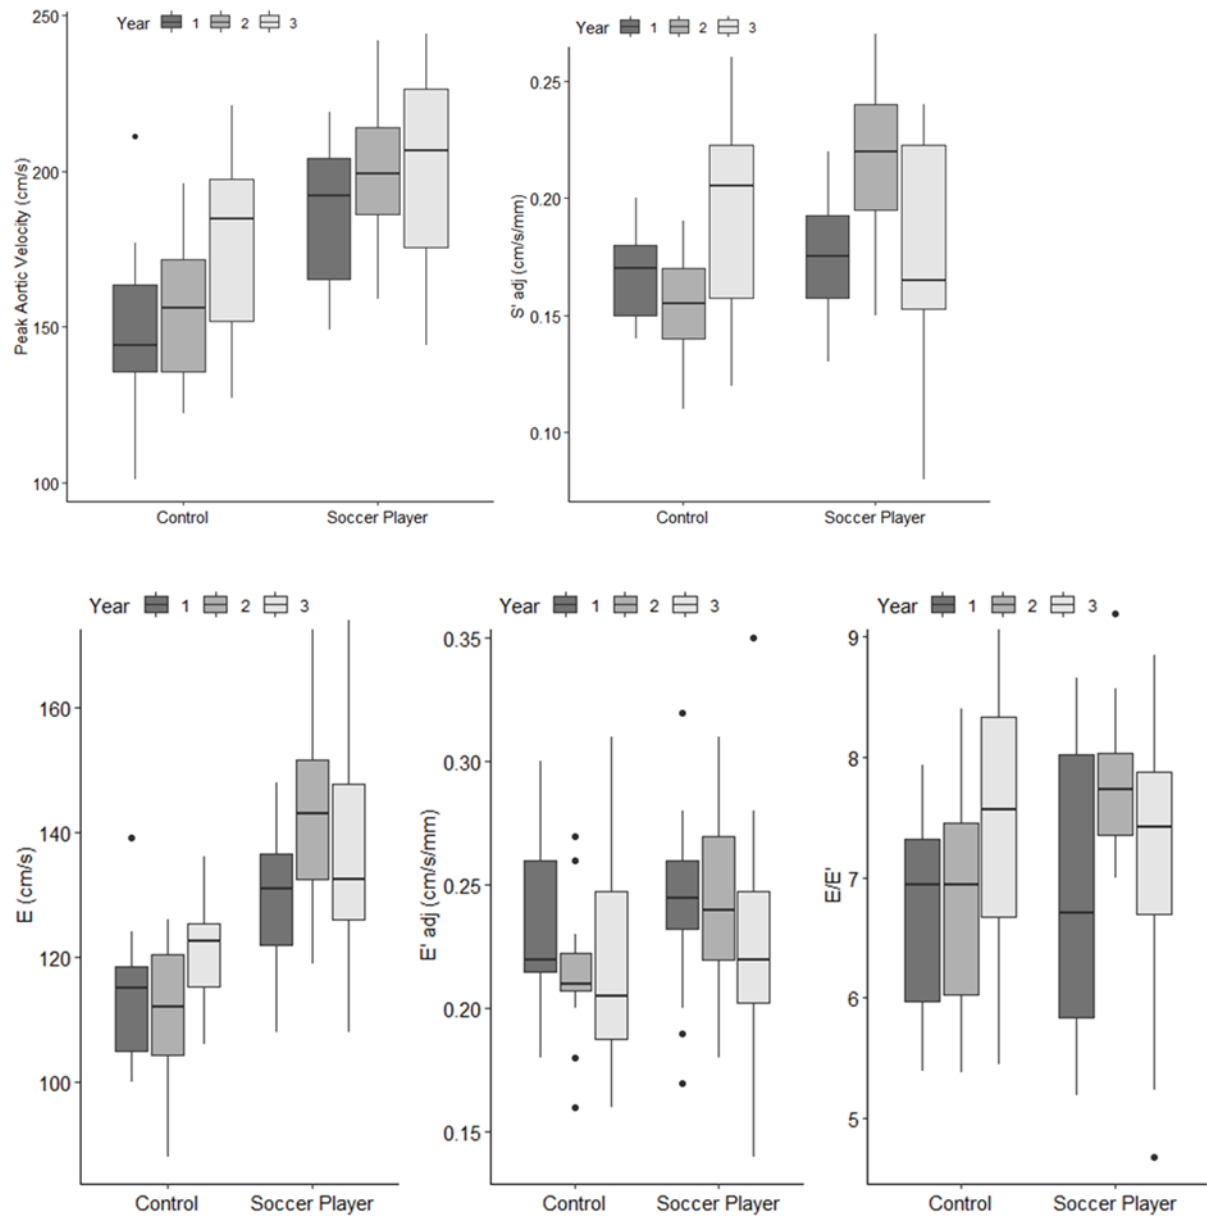 Year 1 2 3
250
200
150
100
Peak Aortic Velocity (cm/s)
Control Soccer Player
Year 1 2 3
0.25
0.20
0.15
0.10
S' adj (cm/s/mm)
Control Soccer Player
Year 1 2 3
160
140
120
100
E (cm/s)
Control Soccer Player
Year 1 2 3
0.35
0.30
0.25
0.20
0.15
E' adj (cm/s/mm)
Control Soccer Player
Year 1 2 3
9
8
7
6
5
E/E'
Control Soccer Player